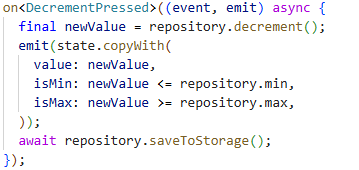 on<DecrementPressed>((event, emit) async {
  final newValue = repository.decrement();
  emit(state.copyWith(
    value: newValue,
    isMin: newValue <= repository.min,
    isMax: newValue >= repository.max,
  ));
  await repository.saveToStorage();
});